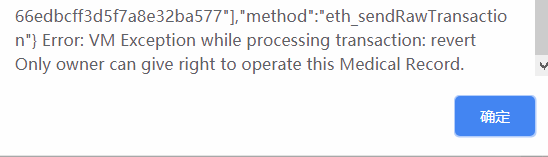 66edbcff3d5f7a8e32ba577"],"method":"eth_sendRawTransactio
n"} Error: VM Exception while processing transaction: revert
Only owner can give right to operate this Medical Record.
确定